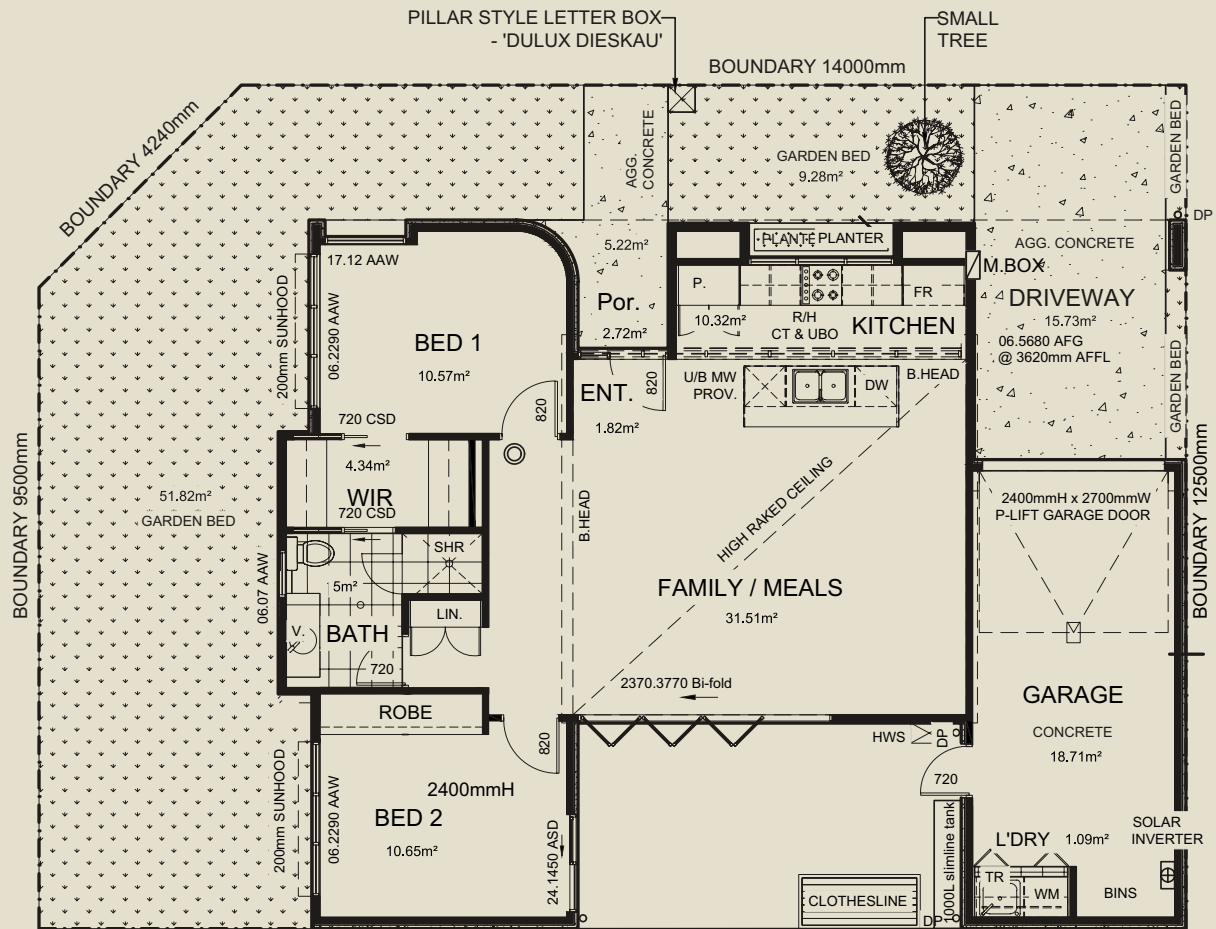 PILLAR STYLE LETTER BOX
- 'DULUX DIESKAU'
SMALL
TREE
BOUNDARY 14000mm
BOUNDARY 4240mm
AGG.
CONCRETE
GARDEN BED
9.28m²
GARDEN BED
DP
5.22m²
PLANTER
AGG. CONCRETE
17.12 AAW
M.BOX
200mm SUNHOOD
06.2290 AAW
Por.
P.
FR
DRIVEWAY
10.32m²
R/H
CT & UBO
KITCHEN
15.73m²
06.5680 AFG
@ 3620mm AFFL
2.72m²
BED 1
10.57m²
820
ENT.
820
U/B MW
PROV.
DW
B.HEAD
GARDEN BED
720 CSD
1.82m²
4.34m²
WIR
720 CSD
51.82m²
GARDEN BED
BOUNDARY 9500mm
B.HEAD
HIGH RAKED CEILING
2400mmH x 2700mmW
P-LIFT GARAGE DOOR
BOUNDARY 12500mm
SHR
06.07 AAW
5m²
FAMILY / MEALS
31.51m²
LIN.
V.
BATH
720
2370.3770 Bi-fold
GARAGE
ROBE
CONCRETE
18.71m²
HWS
DP
820
720
200mm SUNHOOD
06.2290 AAW
2400mmH
BED 2
10.65m²
24.1450 ASD
1000L slimline tank
L'DRY
1.09m²
SOLAR
INVERTER
TR
WM
BINS
CLOTHESLINE
DP